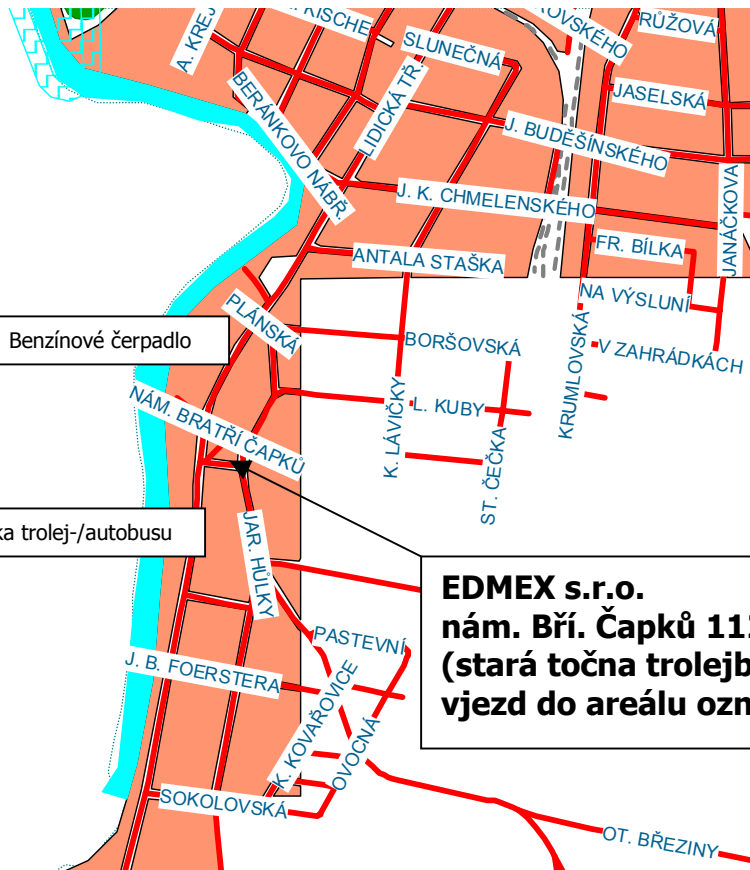 A. KREJ
KISCHE
SLUNEČNÁ
ROVSKÉHO
RŮŽOVÁ
JASELSKÁ
BERÁNKOVO NÁBŘ.
LIDICKÁ TŘ.
J. BUDĚŠÍNSKÉHO
J. K. CHMELENSKÉHO
JANÁČKOVA
FR. BÍLKA
ANTALA STAŠKA
NA VÝSLUNÍ
PLÁNSKÁ
Benzínové čerpadlo
BORŠOVSKÁ
KRUMLOVSKÁ
V ZAHRÁDKÁCH
NÁM. BRATŘÍ ČAPKŮ
K. LÁVIČKY
L. KUBY
ST. ČEČKA
ka trolej-/autobusu
JAR. HŮLKY
EDMEX s.r.o.
nám. Bří. Čapků 11
(stará točna trolejb
vjezd do areálu ozn
PASTEVNÍ
J. B. FOERSTERA
K. KOVAŘOVICE
OVOCNÁ
SOKOLOVSKÁ
OT. BŘEZINY